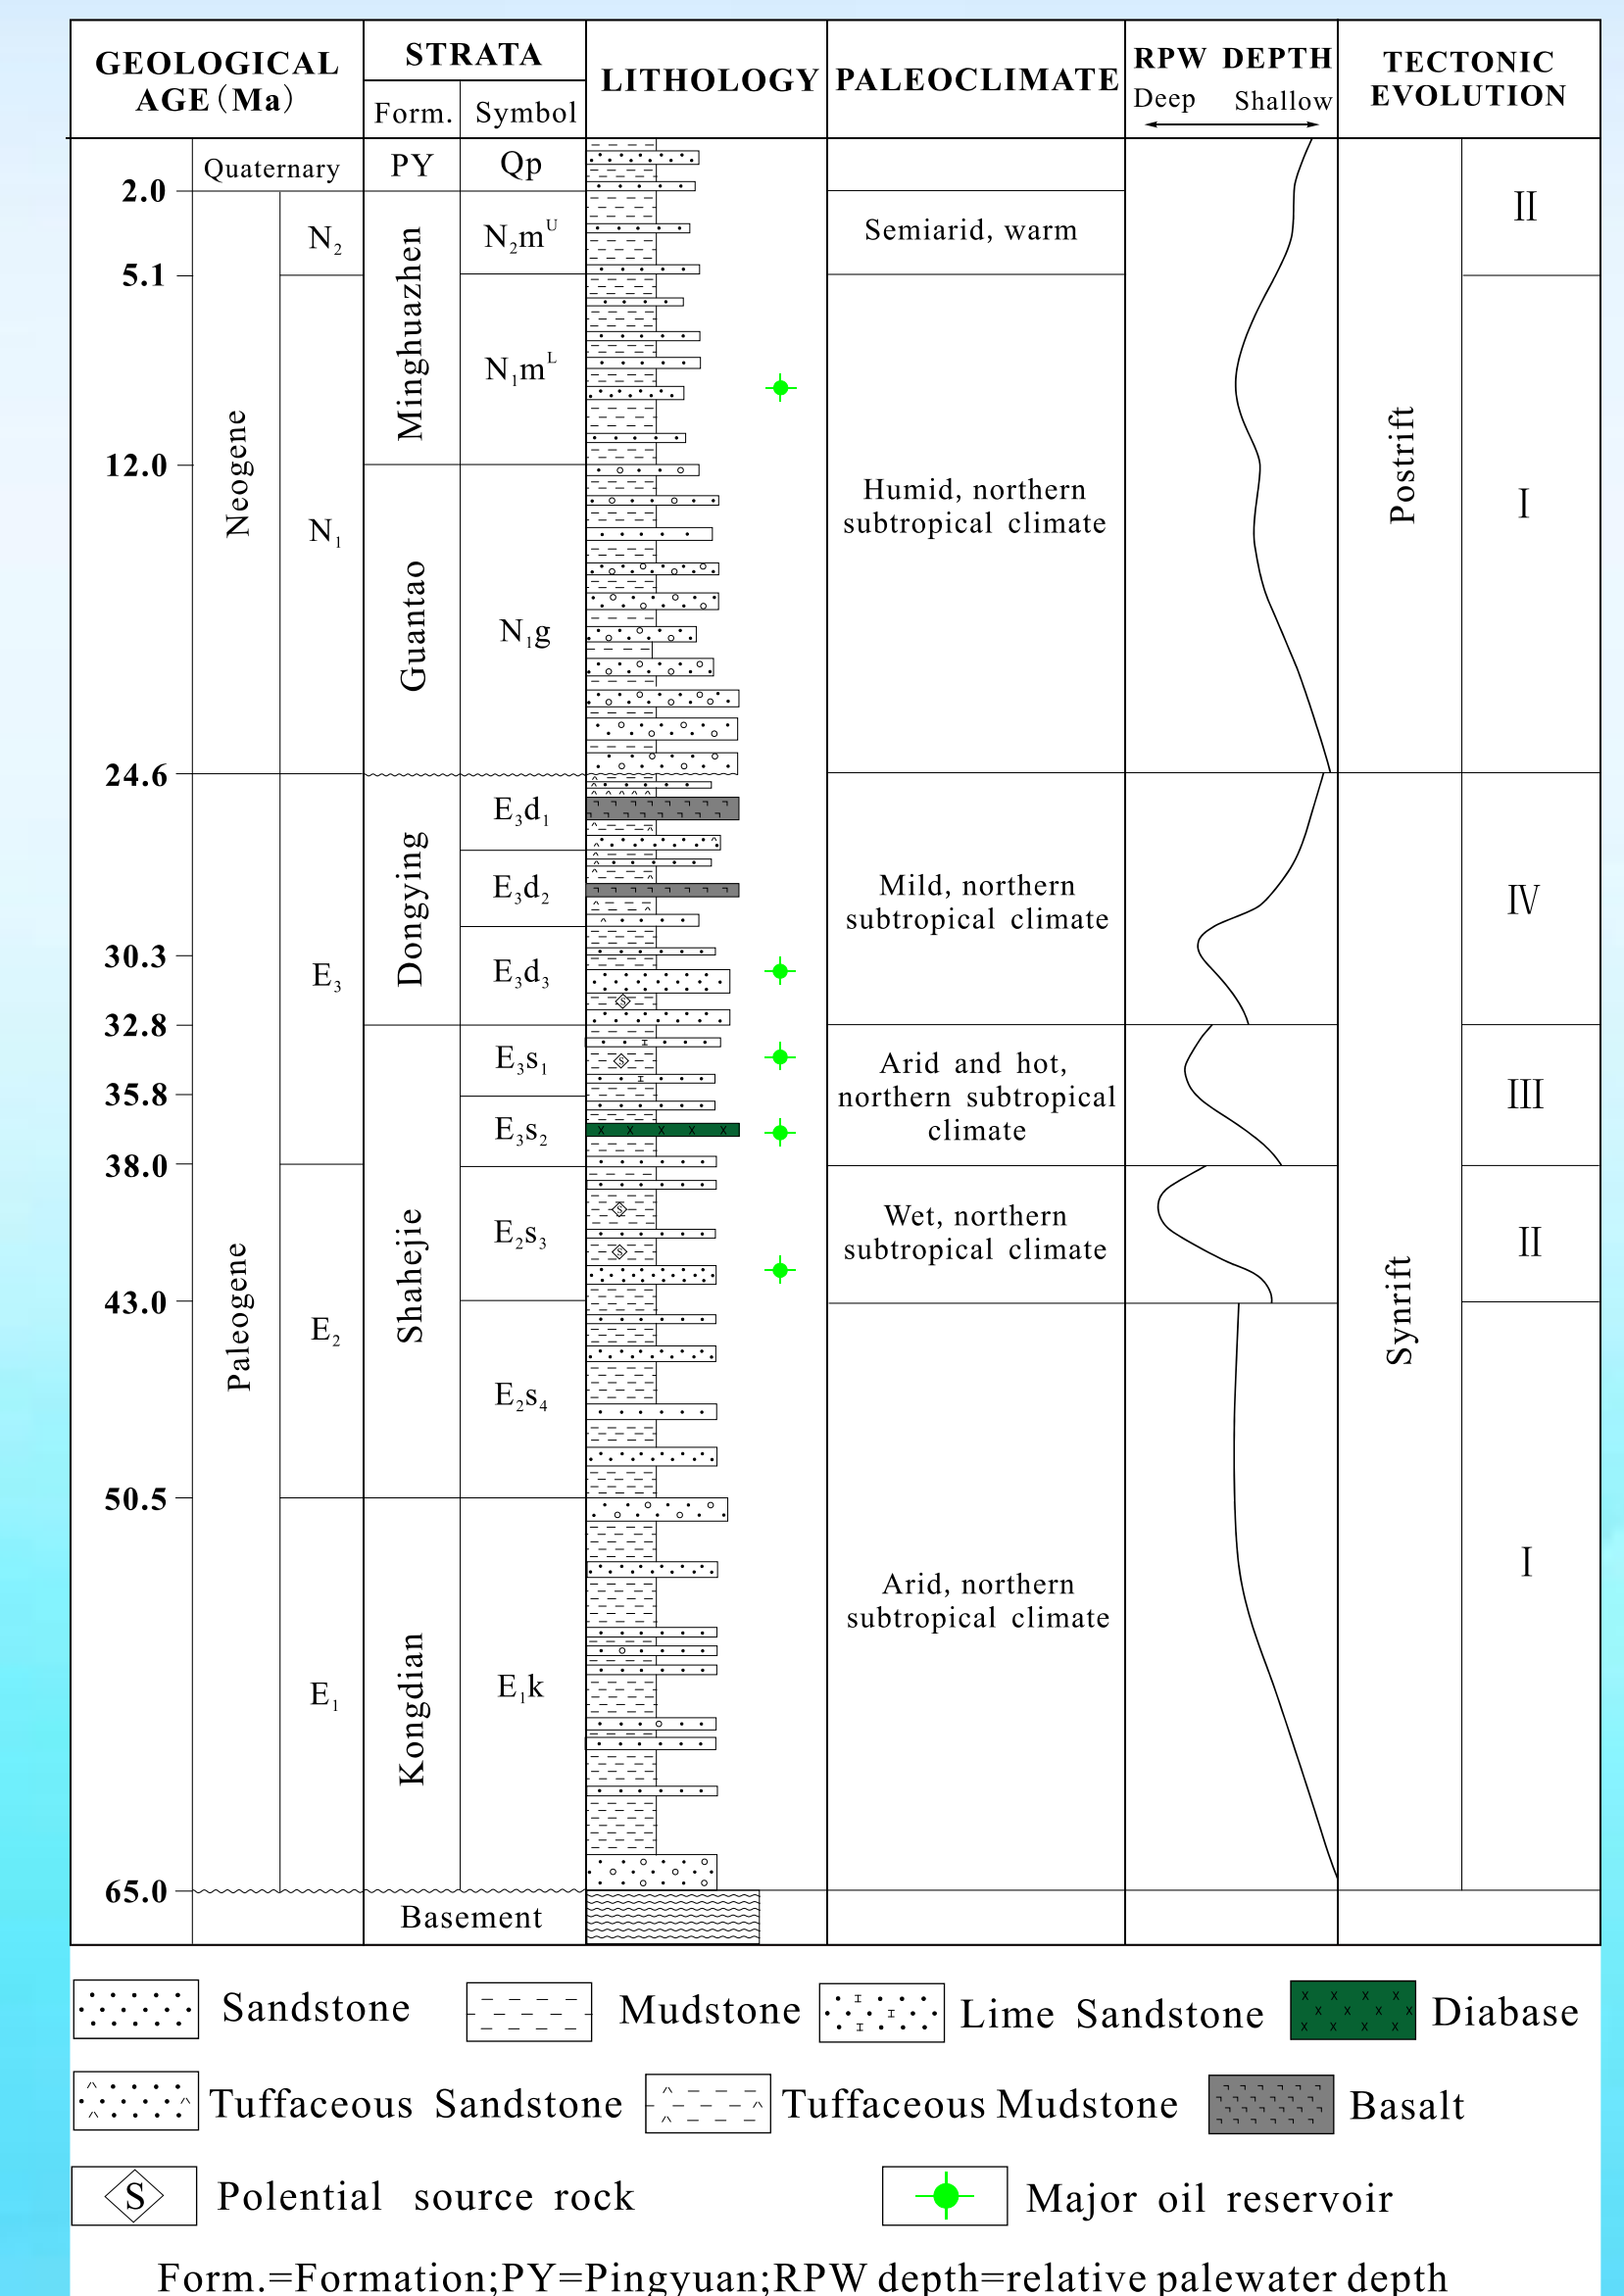 GEOLOGICAL
AGE(Ma)
STRATA
Form.
Symbol
LITHOLOGY
PALEOCLIMATE
RPW DEPTH
Deep Shallow
TECTONIC
EVOLUTION
Quaternary
PY
Qp
2.0
N₂
Minghuazhen
N₂mᵁ
Semiarid, warm
II
5.1
N₁mᴸ
12.0
Neogene
N₁
Guantao
N₁g
Humid, northern
subtropical climate
Postrift
I
24.6
E₃
Dongying
E₃d₁
E₃d₂
E₃d₃
Mild, northern
subtropical climate
IV
30.3
S
32.8
E₃s₁
S
Arid and hot,
northern subtropical
climate
III
35.8
E₃s₂
38.0
Paleogene
E₂
Shahejie
E₂s₃
S
S
Wet, northern
subtropical climate
Synrift
II
43.0
E₂s₄
50.5
E₁
Kongdian
E₁k
Arid, northern
subtropical climate
I
65.0
Basement
Sandstone
Mudstone
Lime Sandstone
Diabase
Tuffaceous Sandstone
Tuffaceous Mudstone
Basalt
S Polential source rock
Major oil reservoir
Form.=Formation;PY=Pingyuan;RPW depth=relative palewater depth